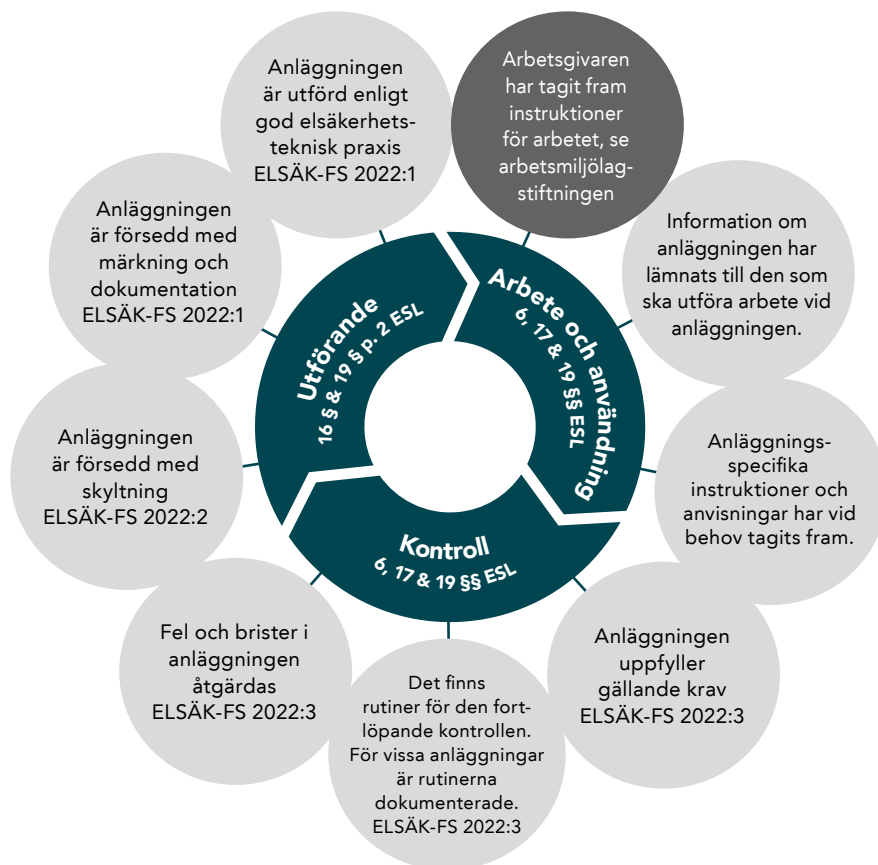 Anläggningen
är utförd enligt
god elsäkerhets-
teknisk praxis
ELSÄK-FS 2022:1
Arbetsgivaren
har tagit fram
instruktioner
för arbetet, se
arbetsmiljölag-
stiftningen
Anläggningen
är försedd med
märkning och
dokumentation
ELSÄK-FS 2022:1
Information om
anläggningen har
lämnats till den som
ska utföra arbete vid
anläggningen.
Utförande
16 § & 19 § p. 2 ESL
Arbete och användning
6, 17 & 19 §§ ESL
Anläggningen
är försedd med
skyltning
ELSÄK-FS 2022:2
Anläggnings-
specifika
instruktioner och
anvisningar har vid
behov tagits fram.
Kontroll
6, 17 & 19 §§ ESL
Fel och brister i
anläggningen
åtgärdas
ELSÄK-FS 2022:3
Det finns
rutiner för den fort-
löpande kontrollen.
För vissa anläggningar
är rutinerna
dokumenterade.
ELSÄK-FS 2022:3
Anläggningen
uppfyller
gällande krav
ELSÄK-FS 2022:3